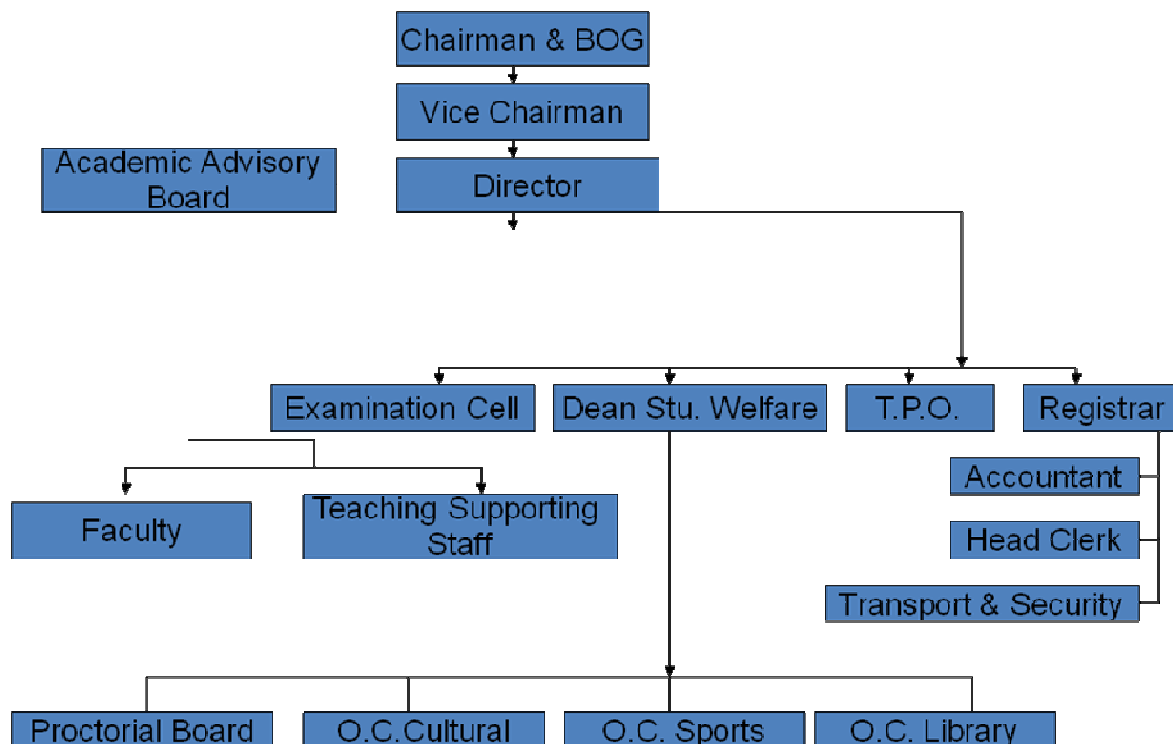 Chairman & BOG
Vice Chairman
Academic Advisory
Board
Director
Examination Cell
Dean Stu. Welfare
T.P.O.
Registrar
Accountant
Faculty
Teaching Supporting
Staff
Head Clerk
Transport & Security
Proctorial Board
O.C.Cultural
O.C. Sports
O.C. Library